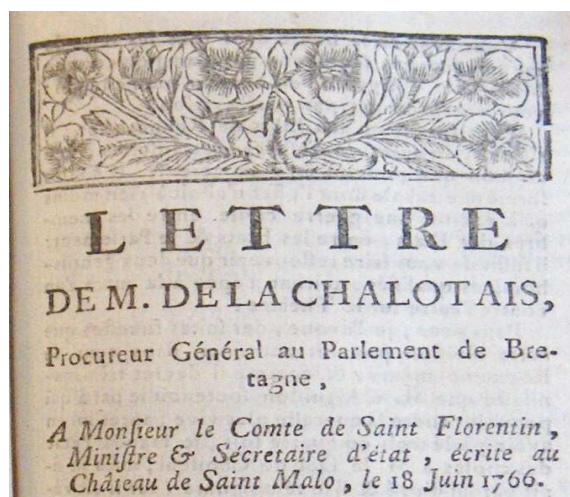 LETTRE
DE M. DE LA CHALOTAIS,
Procureur Général au Parlement de Bre-
tagne,
A Monſieur le Comte de Saint Florentin,
Miniſtre & Sécretaire d'état, écrite au
Château de Saint Malo, le 18 Juin 1766.